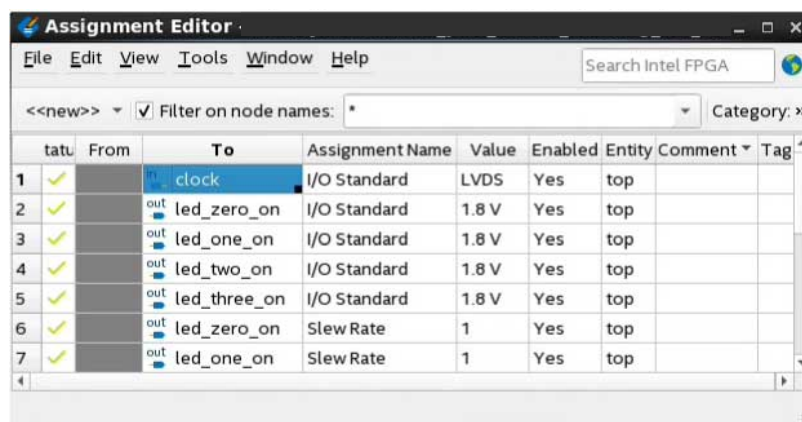 Assignment Editor
File Edit View Tools Window Help
Search Intel FPGA
<<new>> Filter on node names: * Category:
tatu From To Assignment Name Value Enabled Entity Comment Tag
1 clock I/O Standard LVDS Yes top
2 out led_zero_on I/O Standard 1.8 V Yes top
3 out led_one_on I/O Standard 1.8 V Yes top
4 out led_two_on I/O Standard 1.8 V Yes top
5 out led_three_on I/O Standard 1.8 V Yes top
6 out led_zero_on Slew Rate 1 Yes top
7 out led_one_on Slew Rate 1 Yes top